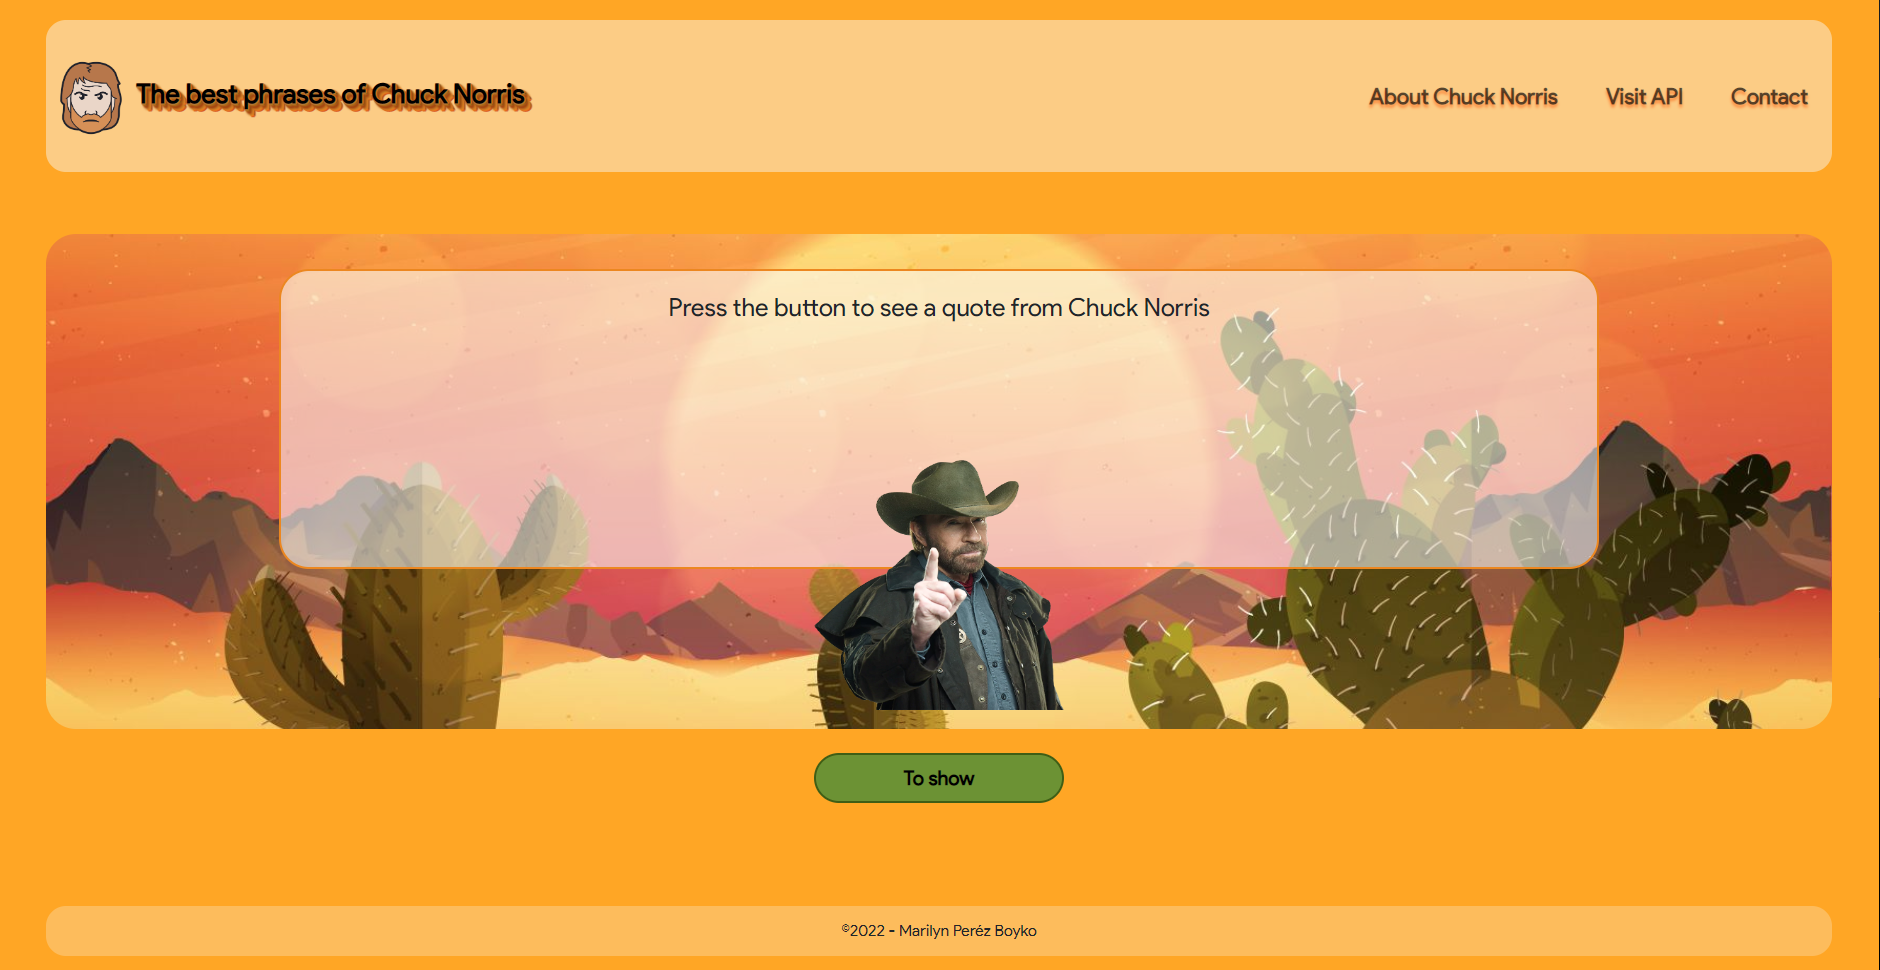 The best phrases of Chuck Norris
About Chuck Norris
Visit API
Contact
Press the button to see a quote from Chuck Norris
To show
©2022 - Marilyn Peréz Boyko